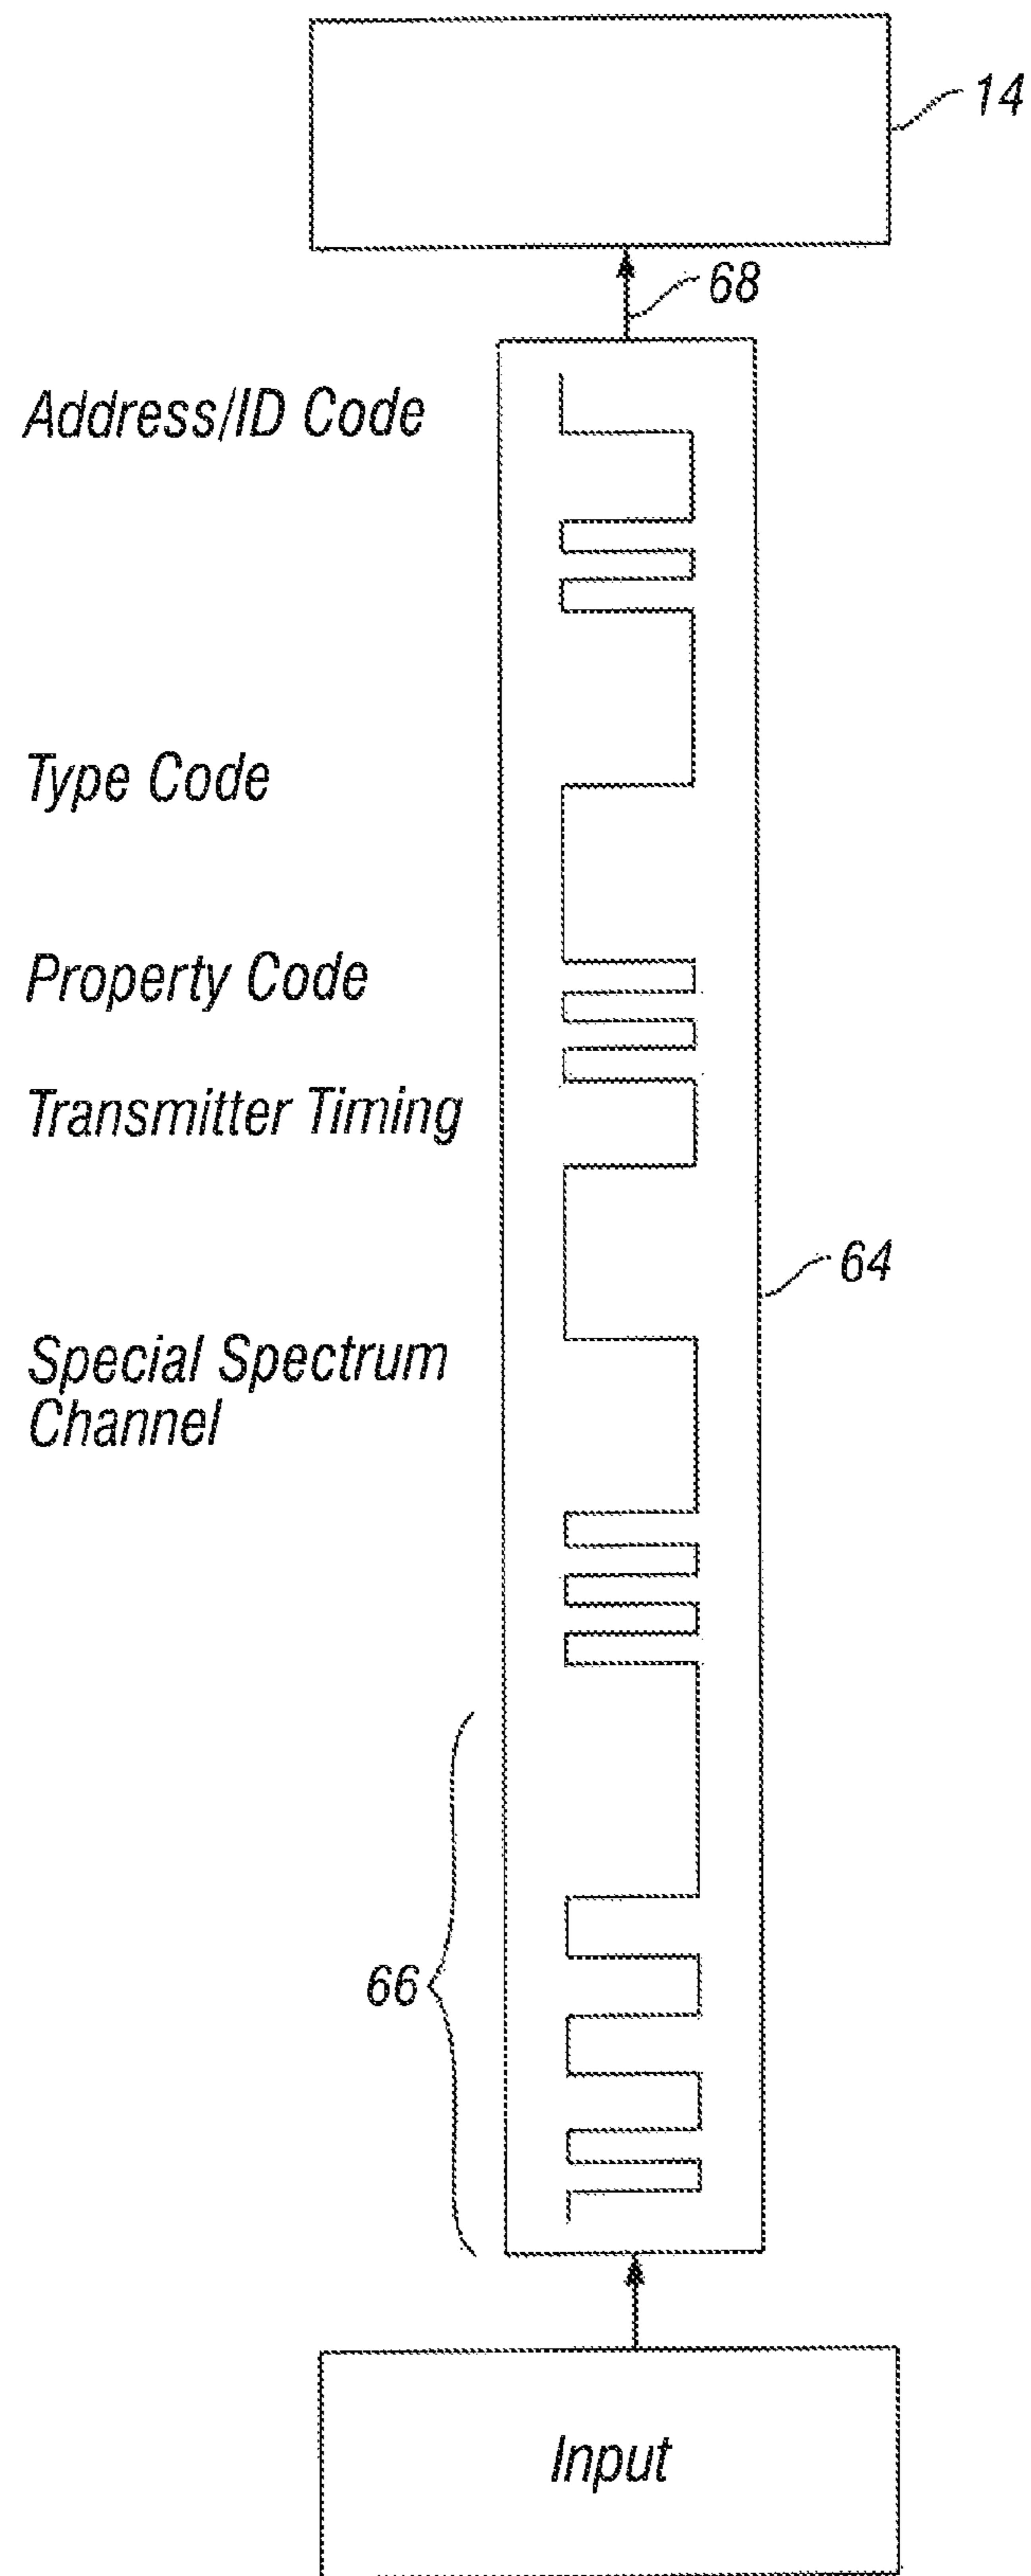 14
68
Address/ID Code
Type Code
Property Code
Transmitter Timing
64
Special Spectrum
Channel
66
Input